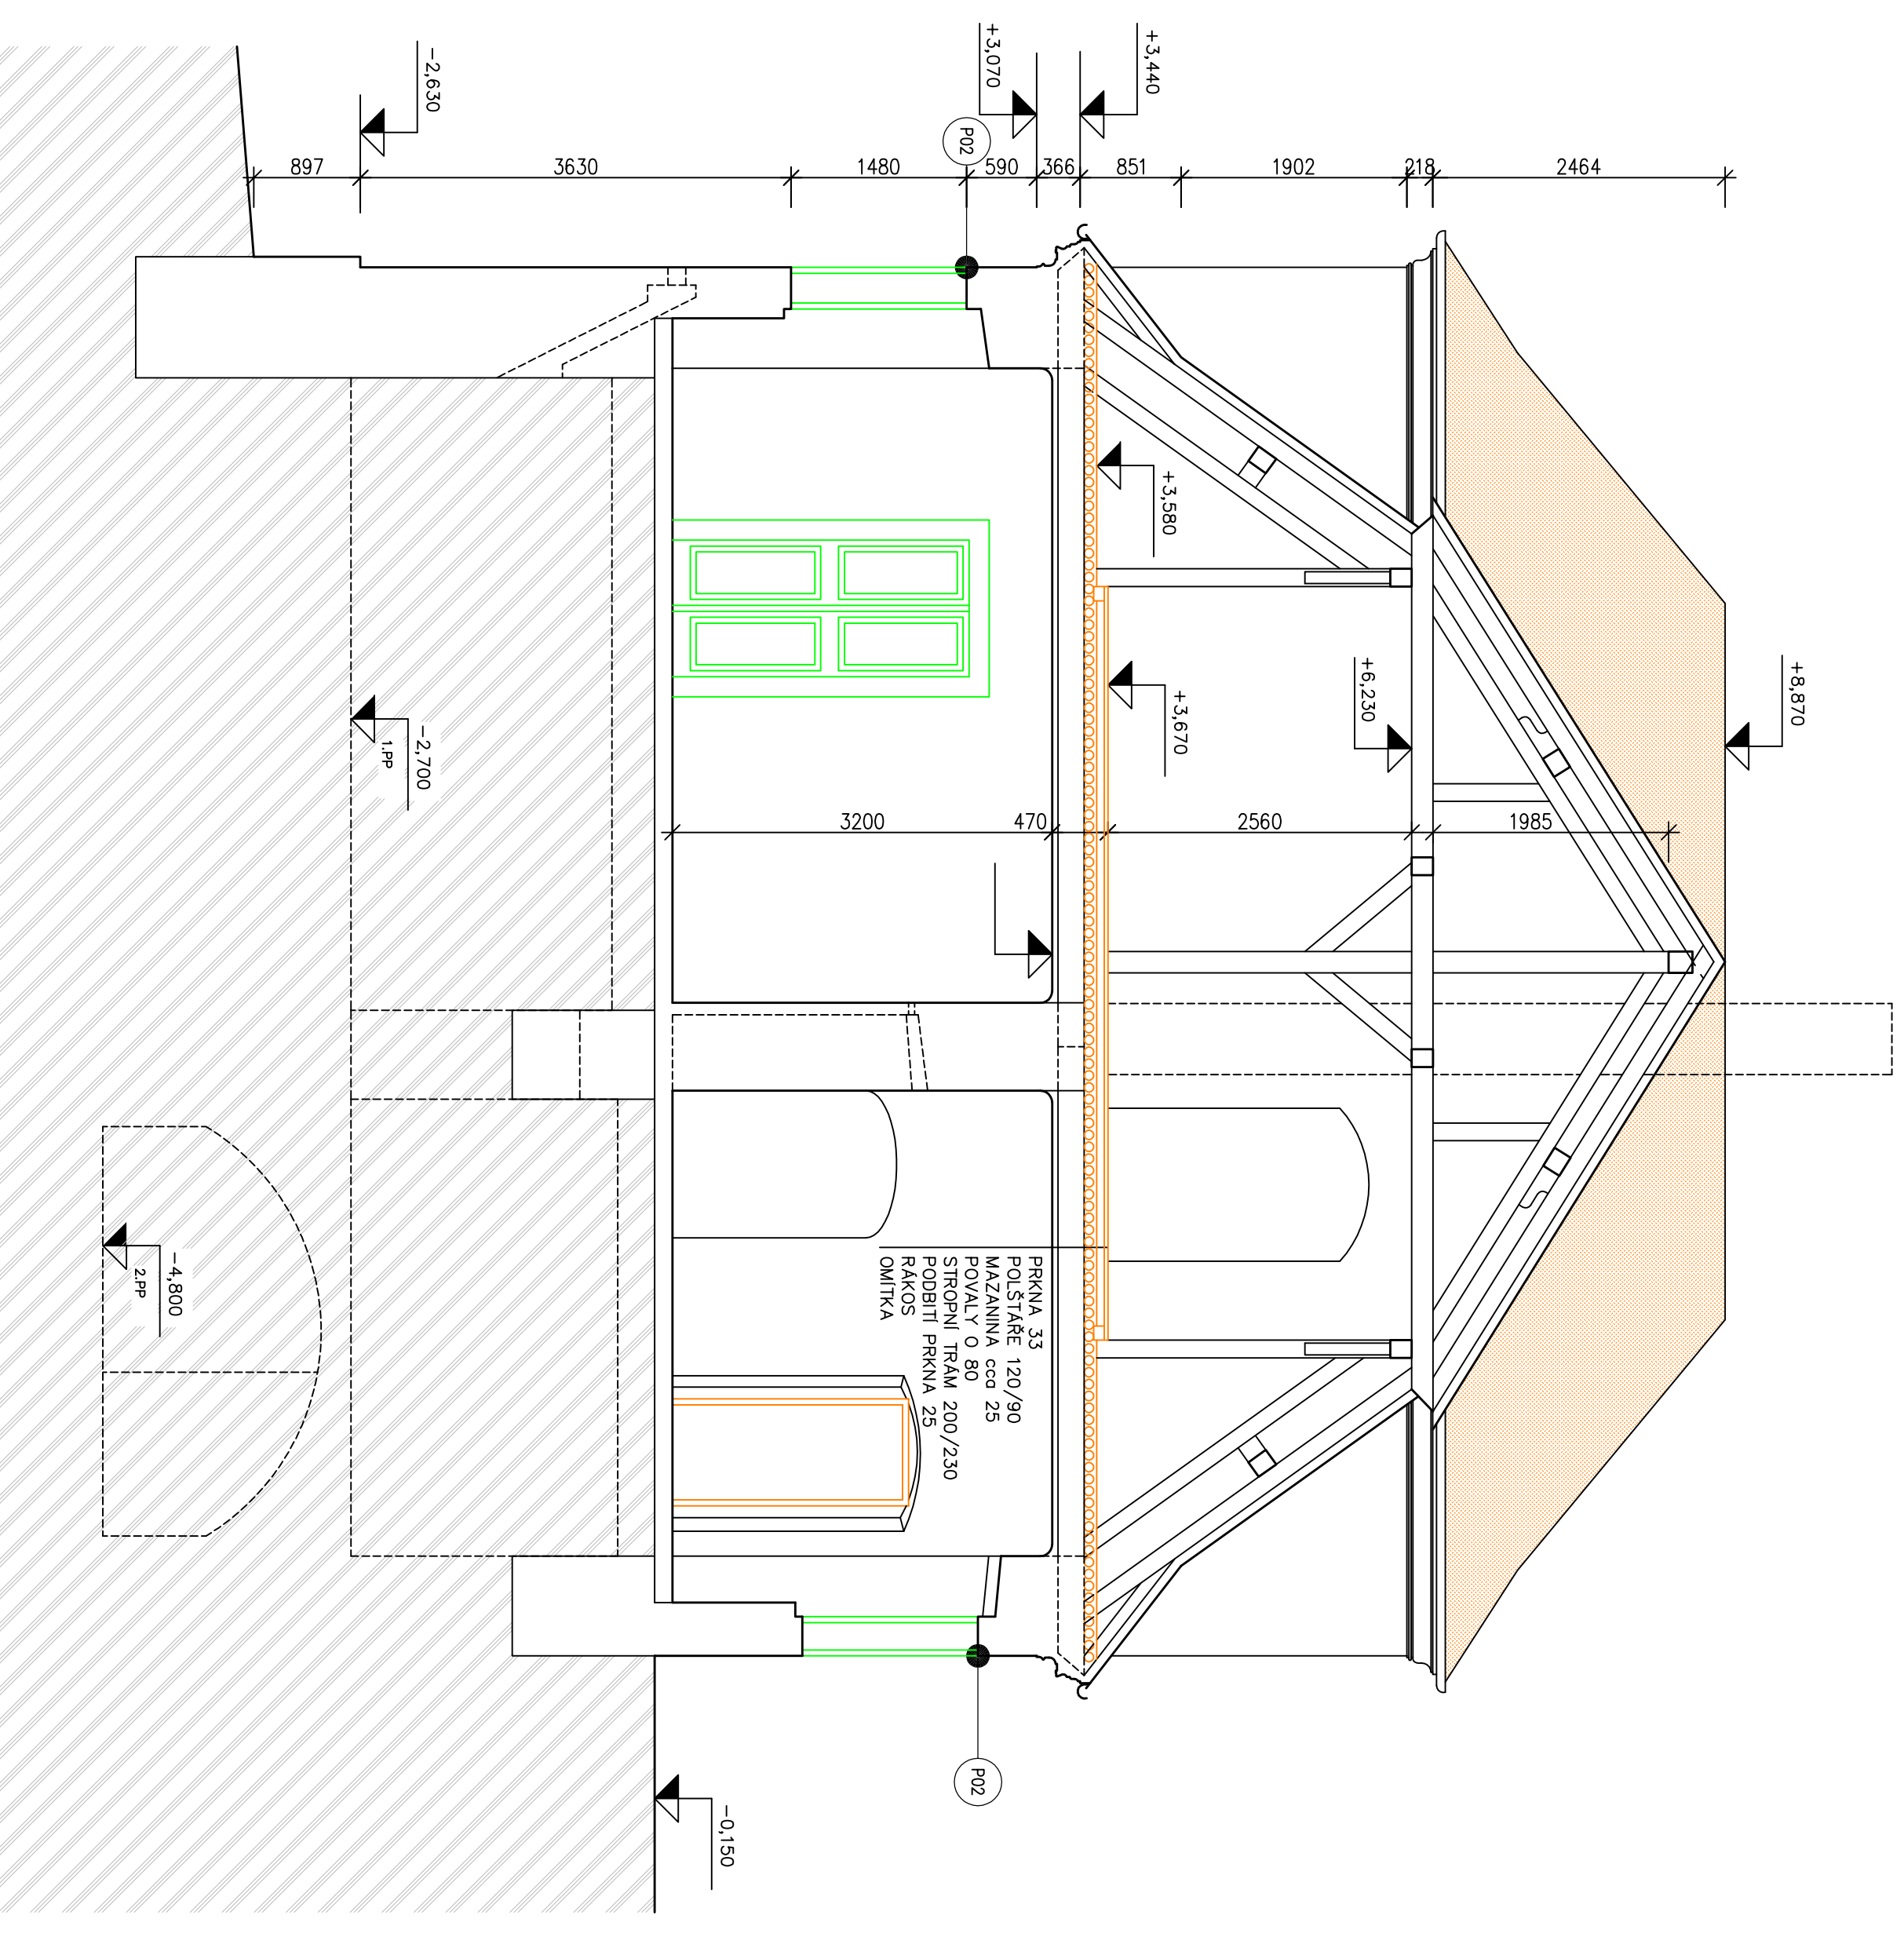 +3,440
+3,070
-2,630
P02
897
3630
1480
590
366
851
1902
218
2464
+3,580
+3,670
+6,230
+8,870
-2,700
1.PP
3200
470
2560
1985
PRKNA 33
POLŠTÁŘE 120/90
MAZANINA cca 25
POVALY O 80
STROPNÍ TRÁM 200/230
PODBITÍ PRKNA 25
RÁKOS
OMÍTKA
-4,800
2.PP
P02
-0,150